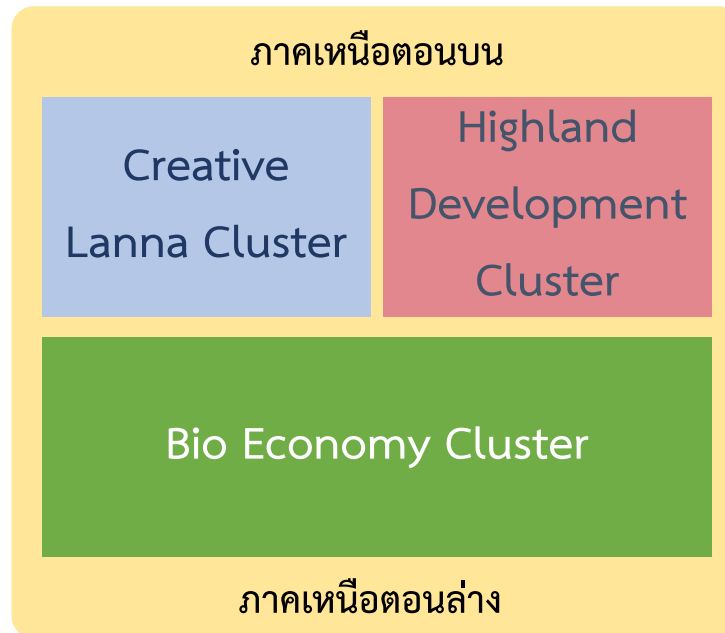 ภาคเหนือตอนบน
Creative
Lanna Cluster
Highland
Development
Cluster
Bio Economy Cluster
ภาคเหนือตอนล่าง